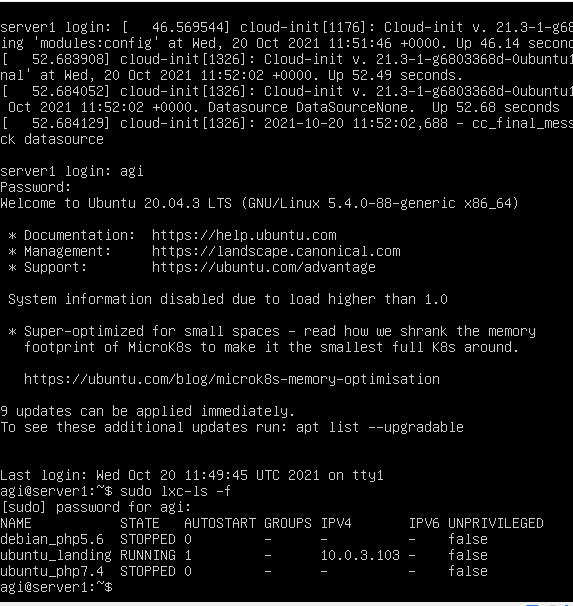 server1 login: [   46.569544] cloud-init[1176]: Cloud-init v. 21.3-1-g68
ing 'modules:config' at Wed, 20 Oct 2021 11:51:46 +0000. Up 46.14 second
[   52.683908] cloud-init[1326]: Cloud-init v. 21.3-1-g6803368d-0ubuntu1
nal' at Wed, 20 Oct 2021 11:52:02 +0000. Up 52.49 seconds.
[   52.684052] cloud-init[1326]: Cloud-init v. 21.3-1-g6803368d-0ubuntu1
 Oct 2021 11:52:02 +0000. Datasource DataSourceNone.  Up 52.68 seconds
[   52.684129] cloud-init[1326]: 2021-10-20 11:52:02,688 - cc_final_mess
ck datasource
server1 login: agi
Password:
Welcome to Ubuntu 20.04.3 LTS (GNU/Linux 5.4.0-88-generic x86_64)
 * Documentation:  https://help.ubuntu.com
 * Management:     https://landscape.canonical.com
 * Support:        https://ubuntu.com/advantage
 System information disabled due to load higher than 1.0
 * Super-optimized for small spaces - read how we shrank the memory
   footprint of MicroK8s to make it the smallest full K8s around.
   https://ubuntu.com/blog/microk8s-memory-optimisation
9 updates can be applied immediately.
To see these additional updates run: apt list --upgradable
Last login: Wed Oct 20 11:49:45 UTC 2021 on tty1
agi@server1:~$ sudo lxc-ls -f
[sudo] password for agi:
NAME           STATE   AUTOSTART GROUPS IPV4       IPV6 UNPRIVILEGED
debian_php5.6  STOPPED 0         -      -          -    false
ubuntu_landing RUNNING 1         -      10.0.3.103 -    false
ubuntu_php7.4  STOPPED 0         -      -          -    false
agi@server1:~$